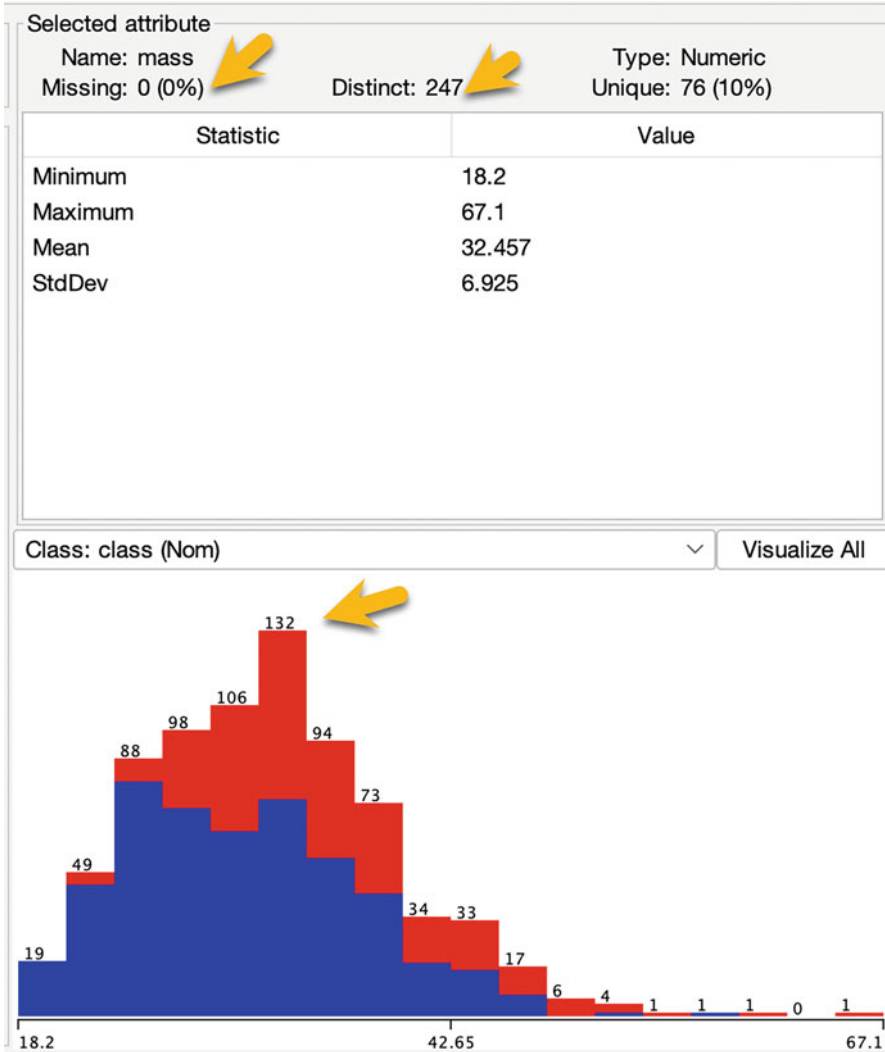 Selected attribute
Name: mass Type: Numeric
Missing: 0 (0%) Distinct: 247 Unique: 76 (10%)
Statistic Value
Minimum 18.2
Maximum 67.1
Mean 32.457
StdDev 6.925
Class: class (Nom) Visualize All
132
106
98
94
88
73
49
34 33
19
17
6
4
1 1 1 0 1
18.2 42.65 67.1